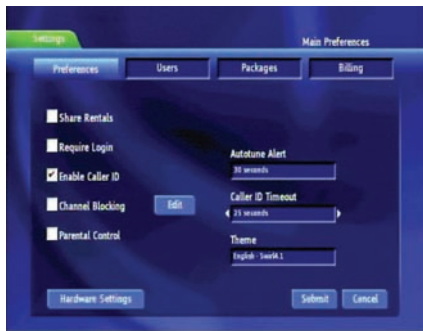 Settings
Main Preferences
Preferences Users Packages Billing
Share Rentals
Require Login
Enable Caller ID
Channel Blocking Edit
Parental Control
Autotune Alert
30 seconds
Caller ID Timeout
25 seconds
Theme
Hardware Settings Submit Cancel